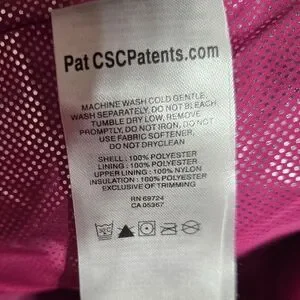 Pat CSCPatents.com
MACHINE WASH COLD GENTLE,
WASH SEPARATELY, DO NOT BLEACH
TUMBLE DRY LOW, REMOVE
PROMPTLY, DO NOT IRON, DO NOT
USE FABRIC SOFTENER,
DO NOT DRYCLEAN
SHELL : 100% POLYESTER
LINING : 100% POLYESTER
UPPER LINING : 100% NYLON
INSULATION : 100% POLYESTER
EXCLUSIVE OF TRIMMING
RN 69724
CA 05367